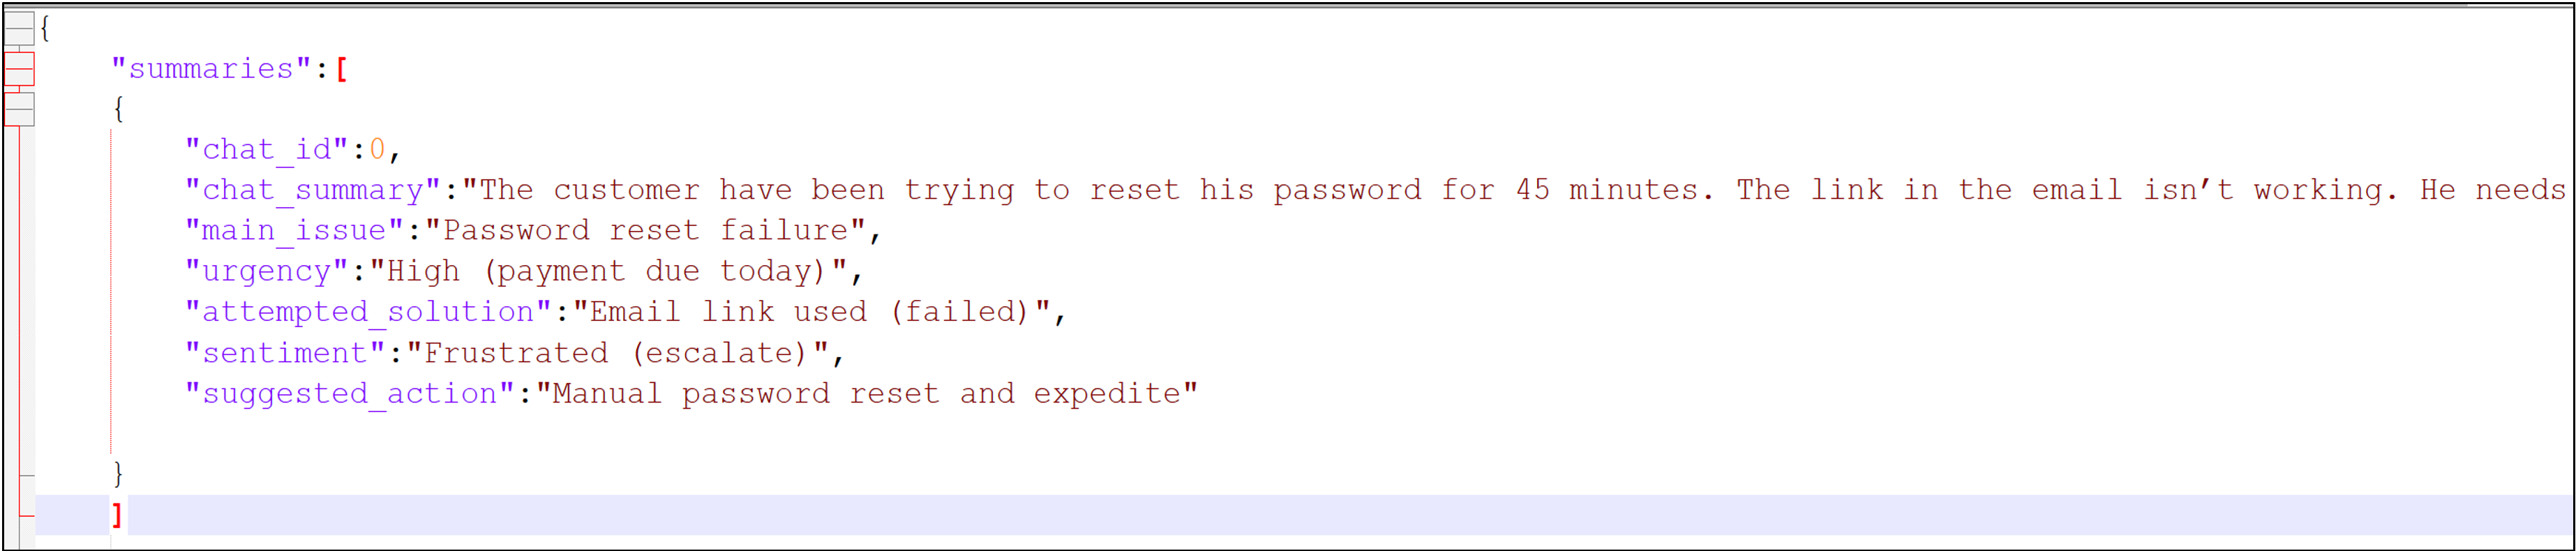 {
"summaries":[
{
"chat_id":0,
"chat_summary":"The customer have been trying to reset his password for 45 minutes. The link in the email isn’t working. He needs
"main_issue":"Password reset failure",
"urgency":"High (payment due today)",
"attempted_solution":"Email link used (failed)",
"sentiment":"Frustrated (escalate)",
"suggested_action":"Manual password reset and expedite"
}
]